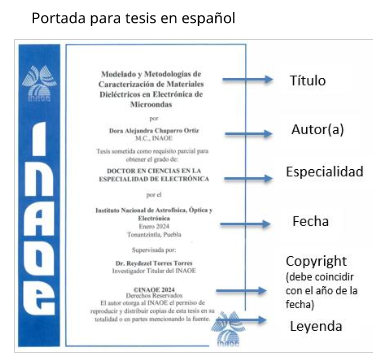 Portada para tesis en español
INAOE
INAOE
Modelado y Metodologías de
Caracterización de Materiales
Dieléctricos en Electrónica de
Microondas
por
Dora Alejandra Chaparro Ortiz
M.C., INAOE
Tesis sometida como requisito parcial para
obtener el grado de:
DOCTOR EN CIENCIAS EN LA
ESPECIALIDAD DE ELECTRÓNICA
por el
Instituto Nacional de Astrofísica, Óptica y
Electrónica
Enero 2024
Tonantzintla, Puebla
Supervisada por:
Dr. Reydezel Torres Torres
Investigador Titular del INAOE
©INAOE 2024
Derechos Reservados
El autor otorga al INAOE el permiso de
reproducir y distribuir copias de esta tesis en su
totalidad o en partes mencionando la fuente.
INAOE
Título
Autor(a)
Especialidad
Fecha
Copyright
(debe coincidir
con el año de la
fecha)
Leyenda